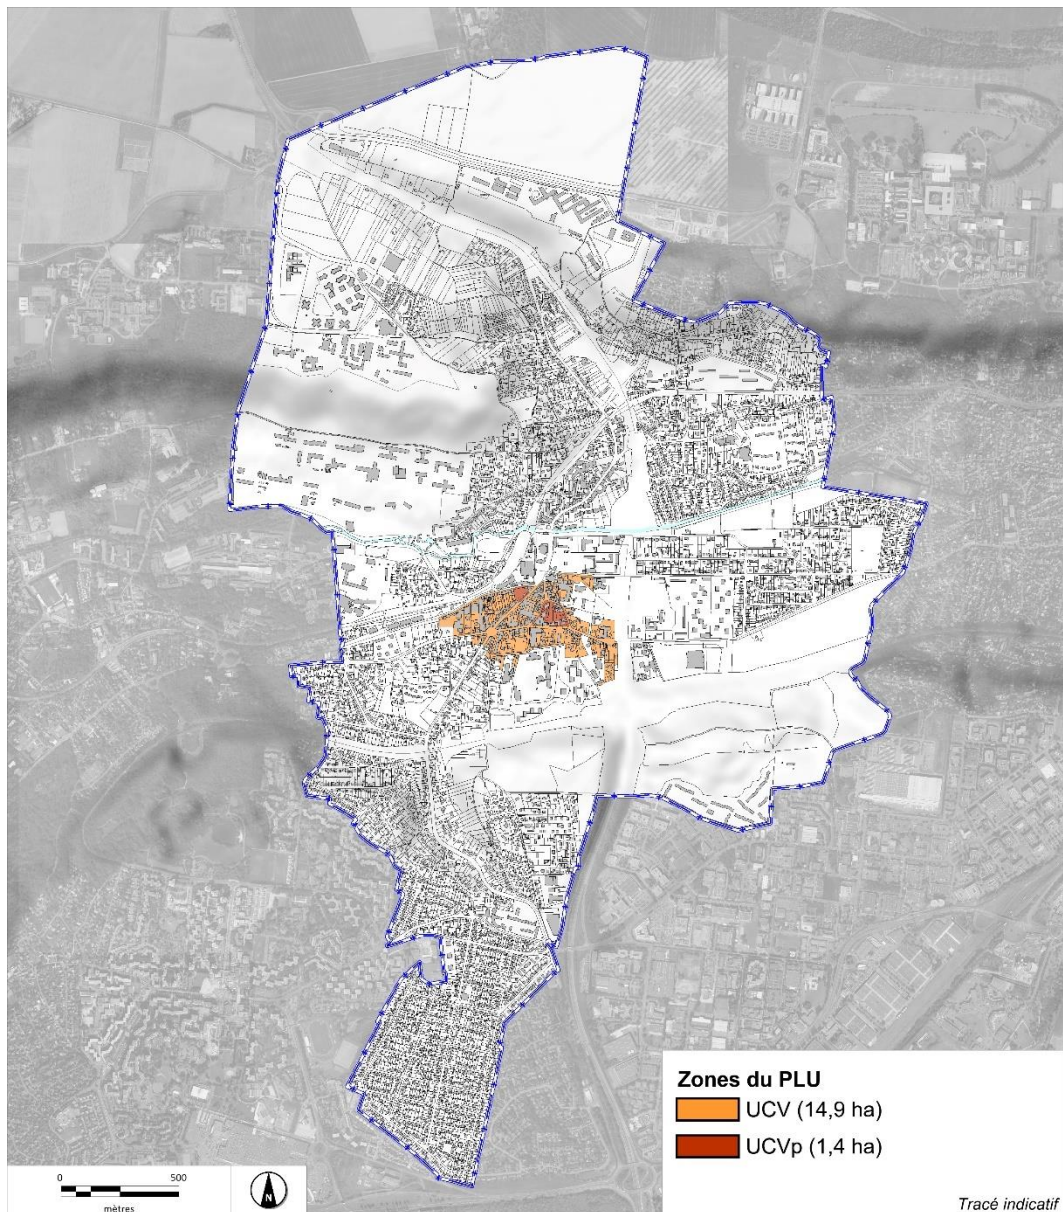 Zones du PLU
UCV (14,9 ha)
UCVp (1,4 ha)
0 500
mètres
N
Tracé indicatif